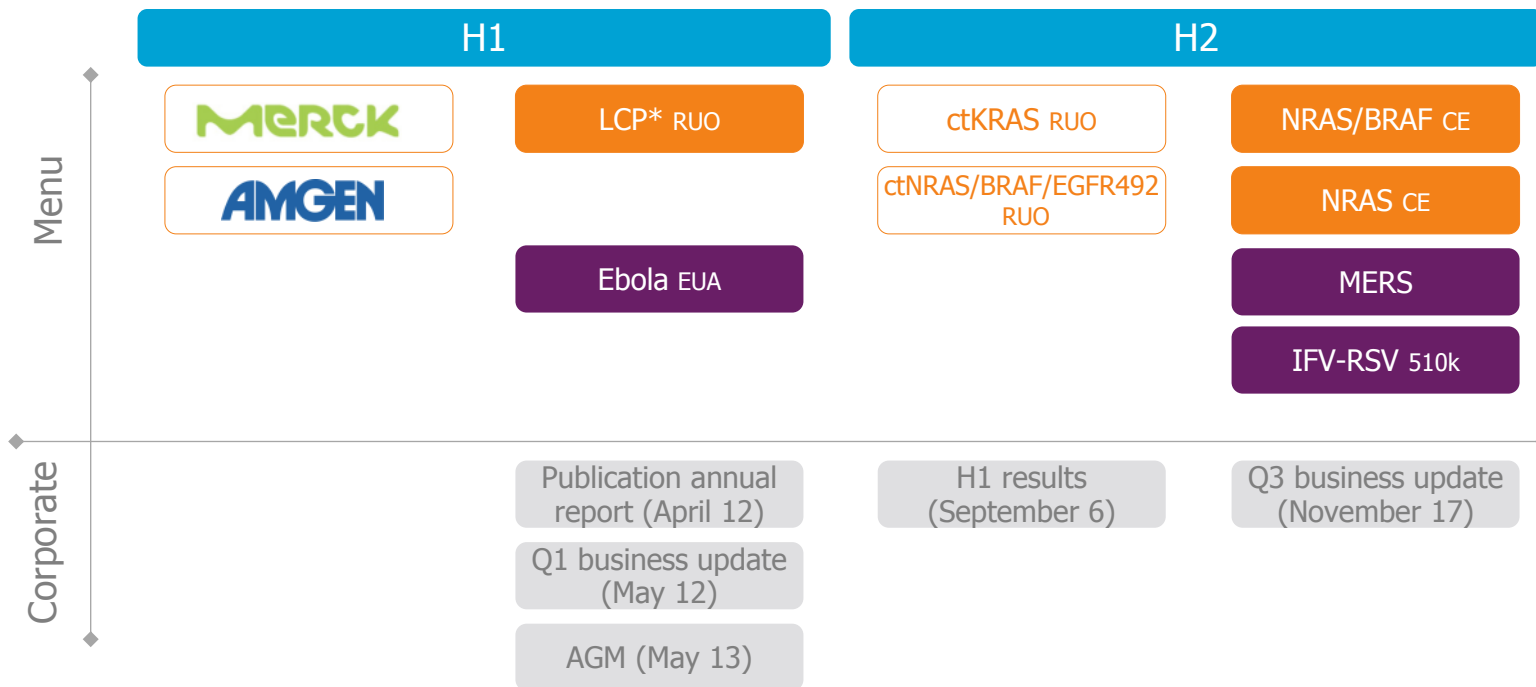 H1
H2
Menu
MERCK
LCP* RUO
ctKRAS RUO
NRAS/BRAF CE
AMGEN
ctNRAS/BRAF/EGFR492
RUO
NRAS CE
Ebola EUA
MERS
IFV-RSV 510k
Corporate
Publication annual
report (April 12)
H1 results
(September 6)
Q3 business update
(November 17)
Q1 business update
(May 12)
AGM (May 13)